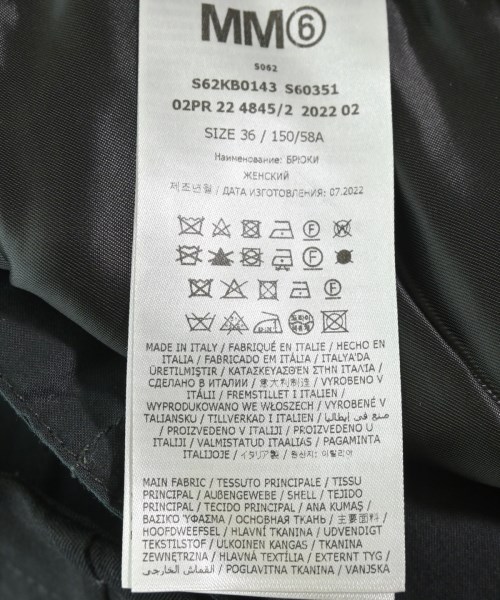 MM⑥
S062
S62KB0143 S60351
02PR 22 4845/2 2022 02
SIZE 36 / 150/58A
Наименование: БРЮКИ
ЖЕНСКИЙ
제조년월 / ДАТА ИЗГОТОВЛЕНИЯ: 07.2022
MADE IN ITALY / FABRIQUÉ EN ITALIE / HECHO EN
ITALIA / FABRICADO EM ITÁLIA / ITALYA'DA
ÜRETILMIŞTIR / ΚΑΤΑΣΚΕΥΑΣΘΕΝ ΣΤΗΝ ΙΤΑΛΙΑ /
СДЕЛАНО В ИТАЛИИ / 意大利制造 / VYROBENO V
ITÁLII / FREMSTILLET I ITALIEN /
WYPRODUKOWANO WE WŁOSZECH / VYROBENÉ V
TALIANSKU / TILLVERKAD I ITALIEN / صنع في إيطاليا
/ PROIZVEDENO V ITALIJI / PROIZVEDENO U
ITALIJI / VALMISTATUD ITAALIAS / PAGAMINTA
ITALIJOJE / イタリア製 / 원산지: 이탈리아
MAIN FABRIC / TESSUTO PRINCIPALE / TISSU
PRINCIPAL / AUßENGEWEBE / SHELL / TEJIDO
PRINCIPAL / TECIDO PRINCIPAL / ANA KUMAŞ /
ΒΑΣΙΚΟ ΎΦΑΣΜΑ / ОСНОВНАЯ ТКАНЬ / 主要面料 /
HOOFDWEEFSEL / HLAVNÍ TKANINA / UDVENDIGT
TEKSTILSTOF / ULKOINEN KANGAS / TKANINA
ZEWNĘTRZNA / HLAVNÁ TEXTÍLIA / EXTERNT TYG /
القماش الخارجي / POGLAVITNA TKANINA / VANJSKA